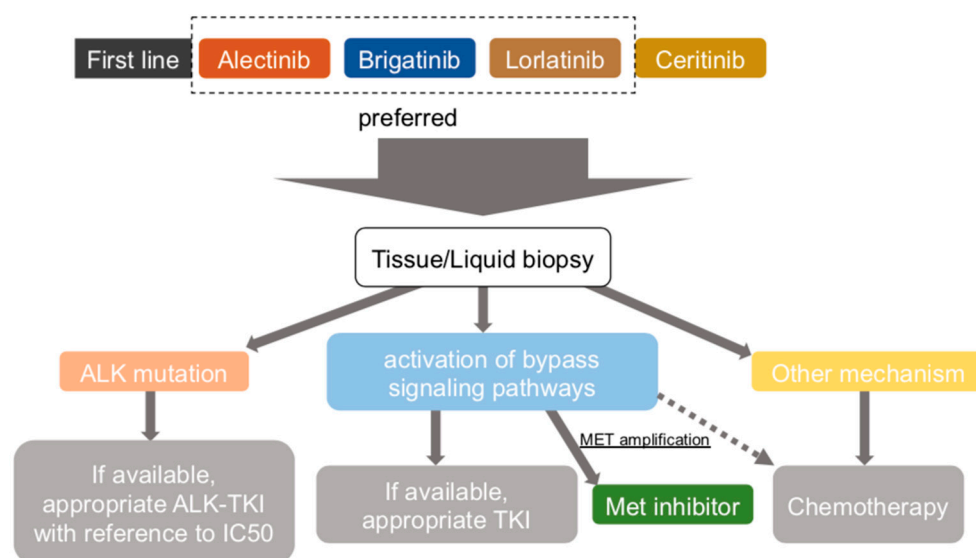 First line
Alectinib
Brigatinib
Lorlatinib
Ceritinib
preferred
Tissue/Liquid biopsy
ALK mutation
activation of bypass
signaling pathways
Other mechanism
MET amplification
If available,
appropriate ALK-TKI
with reference to IC50
If available,
appropriate TKI
Met inhibitor
Chemotherapy